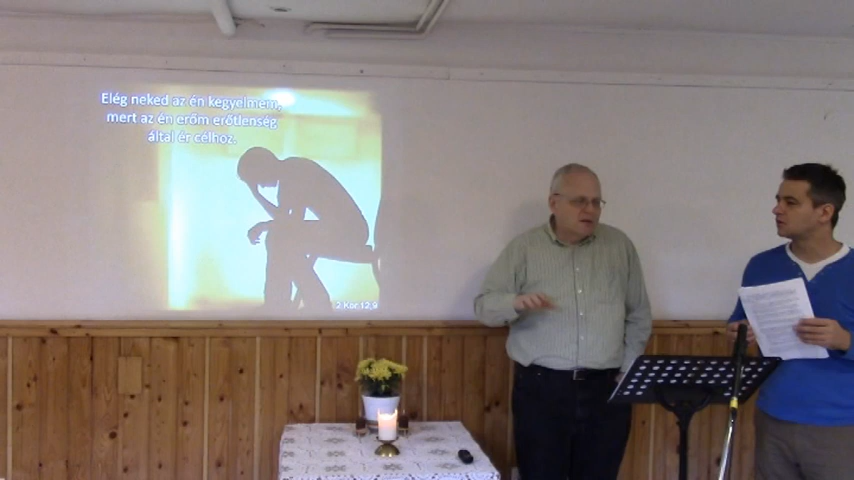 Elég neked az én kegyelmem,
mert az én erőm erőtlenség
által ér célhoz.
2 Kor 12,9